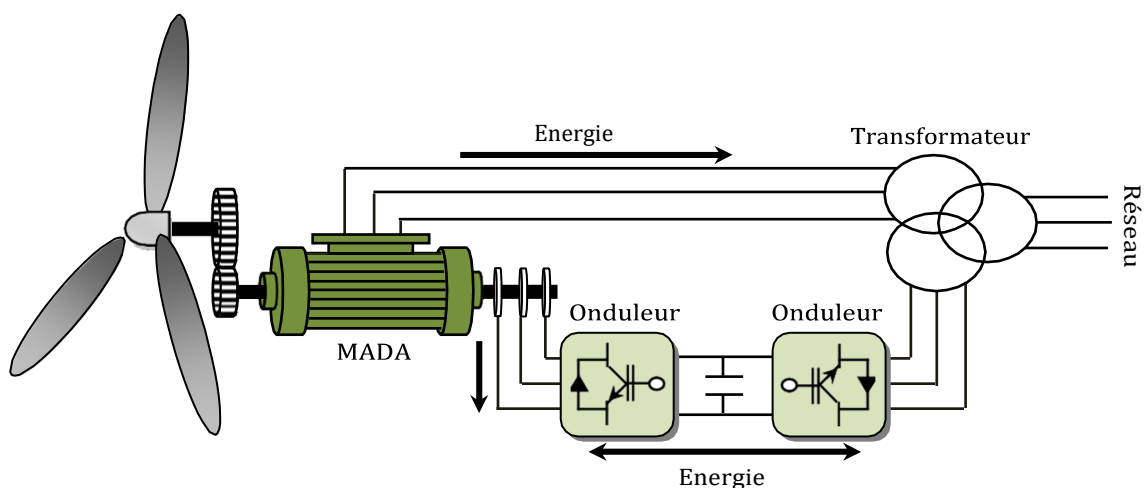 Energie
Transformateur
Réseau
MADA
Onduleur
Onduleur
Energie